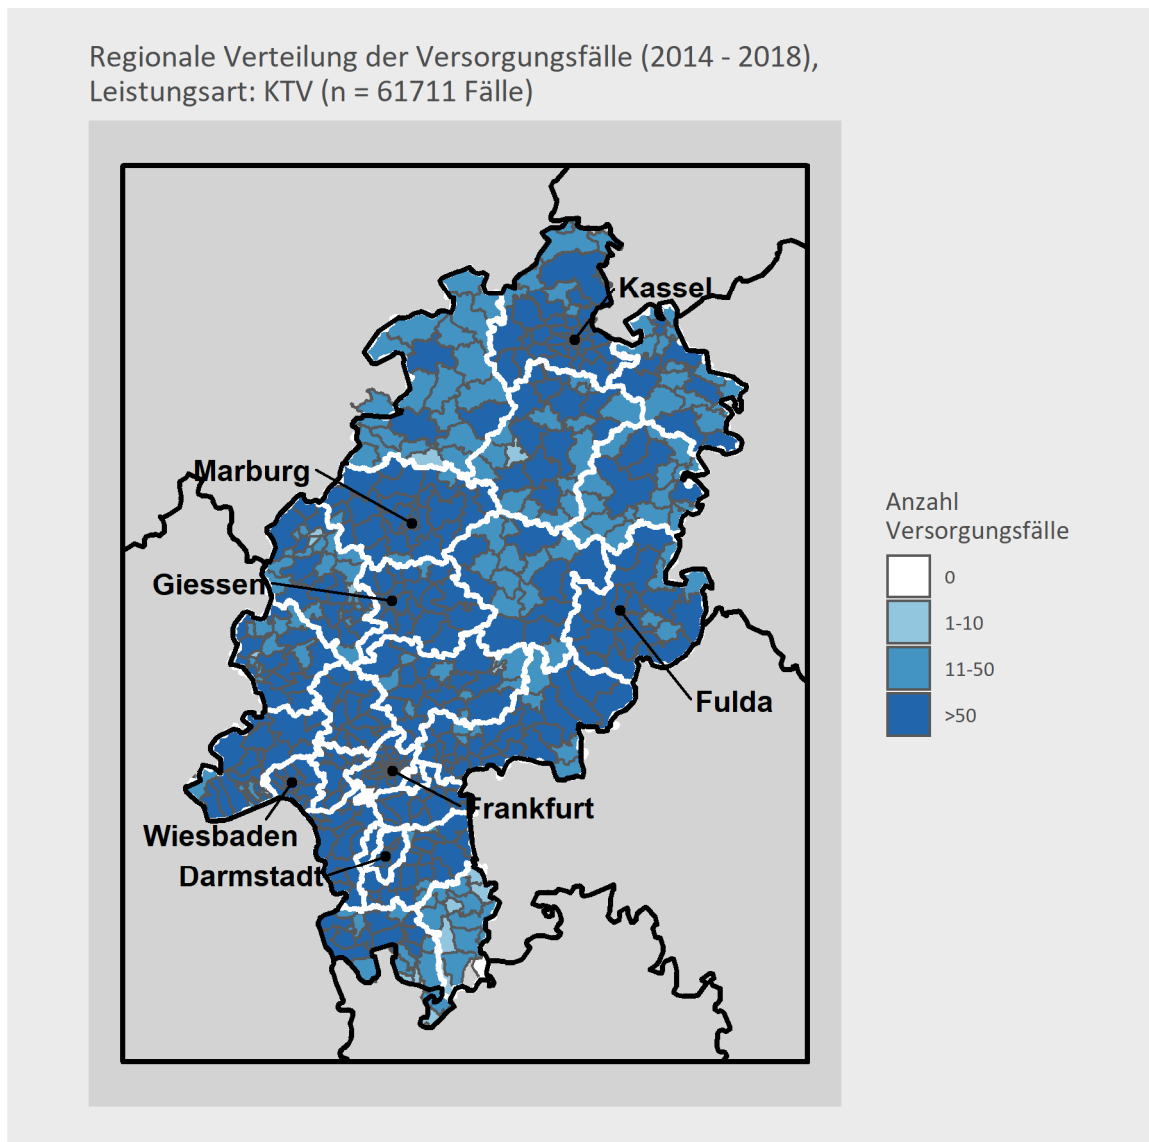 Regionale Verteilung der Versorgungsfälle (2014 - 2018),
Leistungsart: KTV (n = 61711 Fälle)
Kassel
Marburg
Giessen
Fulda
Frankfurt
Wiesbaden
Darmstadt
Anzahl
Versorgungsfälle
0
1-10
11-50
>50